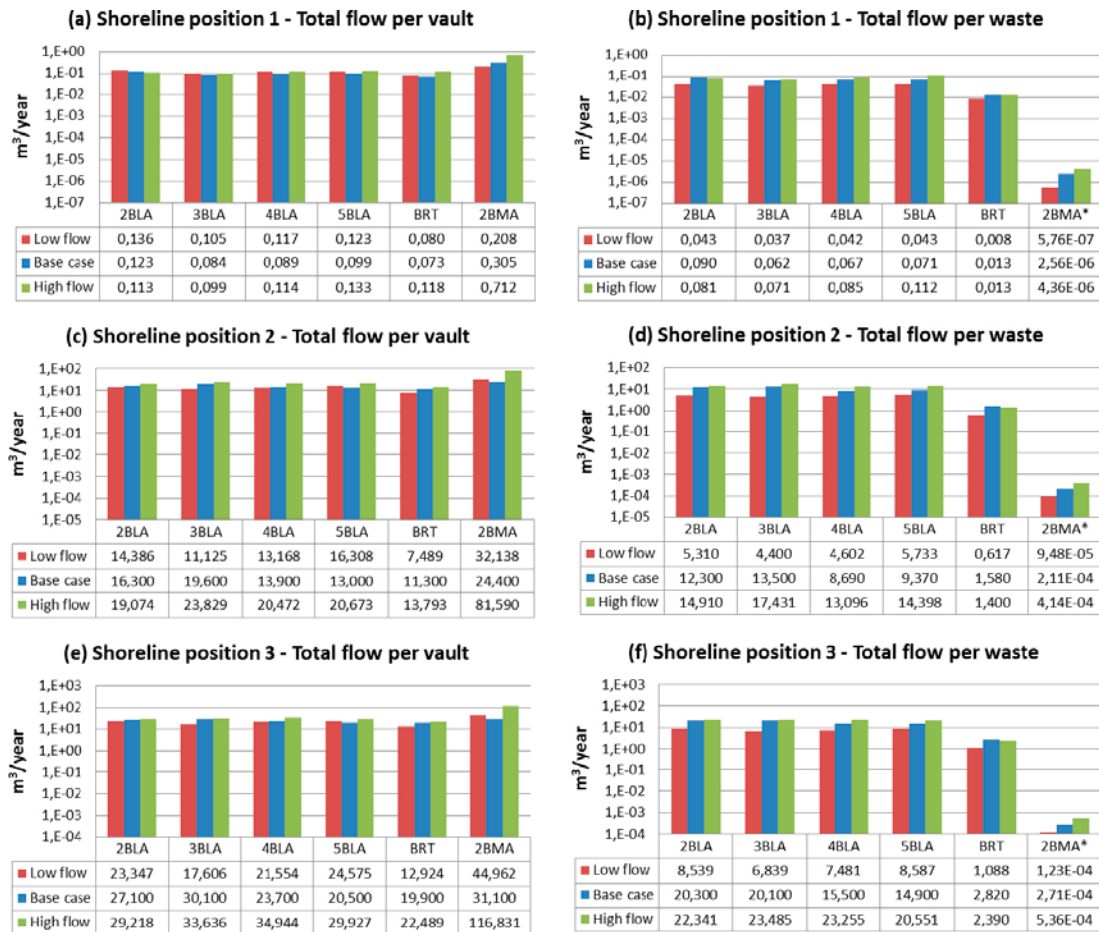 (a) Shoreline position 1 - Total flow per vault
m³/year
1,E+00
1,E-01
1,E-02
1,E-03
1,E-04
1,E-05
1,E-06
1,E-07
2BLA 3BLA 4BLA 5BLA BRT 2BMA
Low flow 0,136 0,105 0,117 0,123 0,080 0,208
Base case 0,123 0,084 0,089 0,099 0,073 0,305
High flow 0,113 0,099 0,114 0,133 0,118 0,712
(b) Shoreline position 1 - Total flow per waste
m³/year
1,E+00
1,E-01
1,E-02
1,E-03
1,E-04
1,E-05
1,E-06
1,E-07
2BLA 3BLA 4BLA 5BLA BRT 2BMA*
Low flow 0,043 0,037 0,042 0,043 0,008 5,76E-07
Base case 0,090 0,062 0,067 0,071 0,013 2,56E-06
High flow 0,081 0,071 0,085 0,112 0,013 4,36E-06
(c) Shoreline position 2 - Total flow per vault
m³/year
1,E+02
1,E+01
1,E+00
1,E-01
1,E-02
1,E-03
1,E-04
1,E-05
2BLA 3BLA 4BLA 5BLA BRT 2BMA
Low flow 14,386 11,125 13,168 16,308 7,489 32,138
Base case 16,300 19,600 13,900 13,000 11,300 24,400
High flow 19,074 23,829 20,472 20,673 13,793 81,590
(d) Shoreline position 2 - Total flow per waste
m³/year
1,E+02
1,E+01
1,E+00
1,E-01
1,E-02
1,E-03
1,E-04
1,E-05
2BLA 3BLA 4BLA 5BLA BRT 2BMA*
Low flow 5,310 4,400 4,602 5,733 0,617 9,48E-05
Base case 12,300 13,500 8,690 9,370 1,580 2,11E-04
High flow 14,910 17,431 13,096 14,398 1,400 4,14E-04
(e) Shoreline position 3 - Total flow per vault
m³/year
1,E+03
1,E+02
1,E+01
1,E+00
1,E-01
1,E-02
1,E-03
1,E-04
2BLA 3BLA 4BLA 5BLA BRT 2BMA
Low flow 23,347 17,606 21,554 24,575 12,924 44,962
Base case 27,100 30,100 23,700 20,500 19,900 31,100
High flow 29,218 33,636 34,944 29,927 22,489 116,831
(f) Shoreline position 3 - Total flow per waste
m³/year
1,E+03
1,E+02
1,E+01
1,E+00
1,E-01
1,E-02
1,E-03
1,E-04
2BLA 3BLA 4BLA 5BLA BRT 2BMA*
Low flow 8,539 6,839 7,481 8,587 1,088 1,23E-04
Base case 20,300 20,100 15,500 14,900 2,820 2,71E-04
High flow 22,341 23,485 23,255 20,551 2,390 5,36E-04